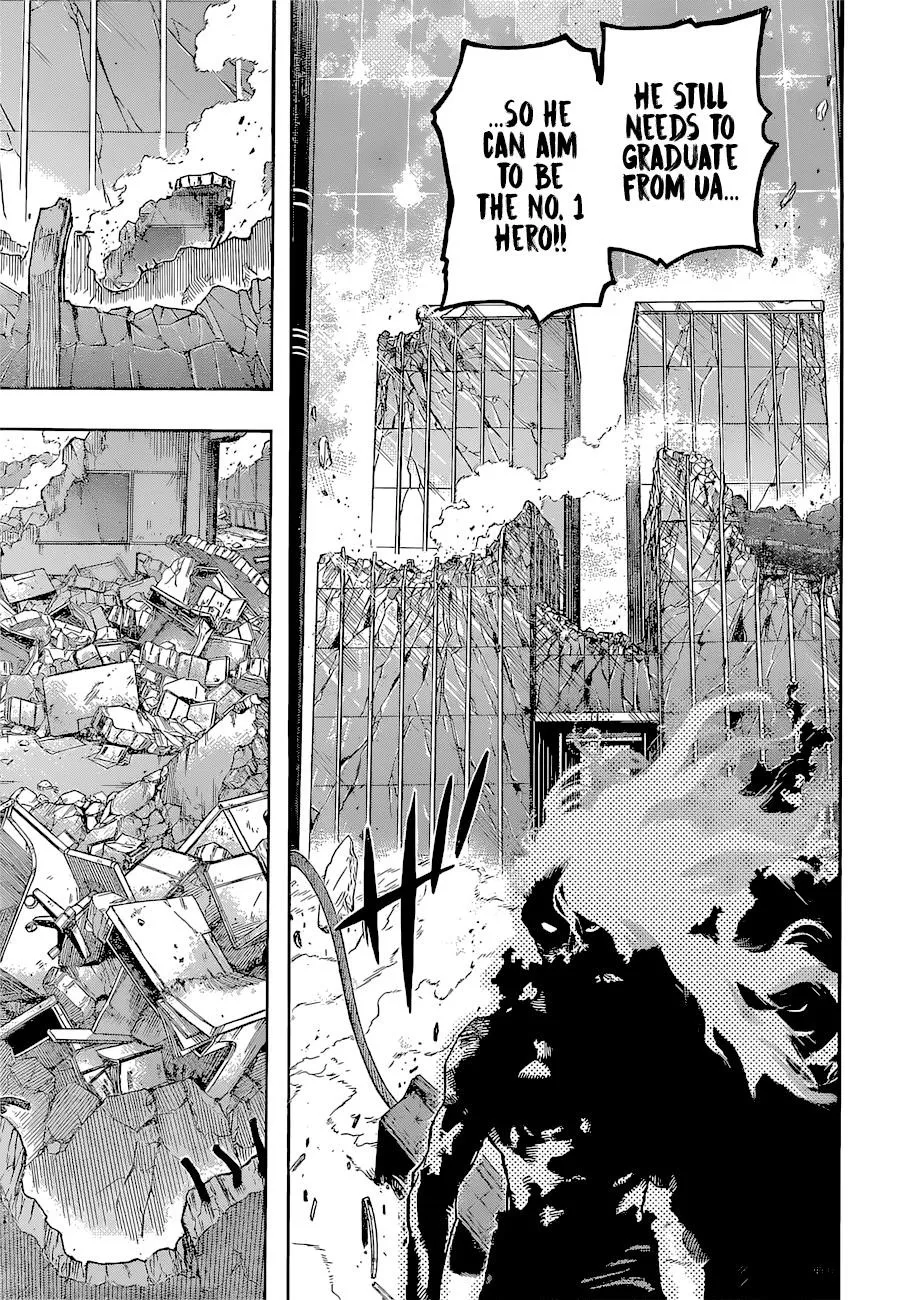 HE STILL
NEEDS TO
GRADUATE
FROM UA...
...SO HE
CAN AIM
TO BE
THE NO. 1
HERO!!